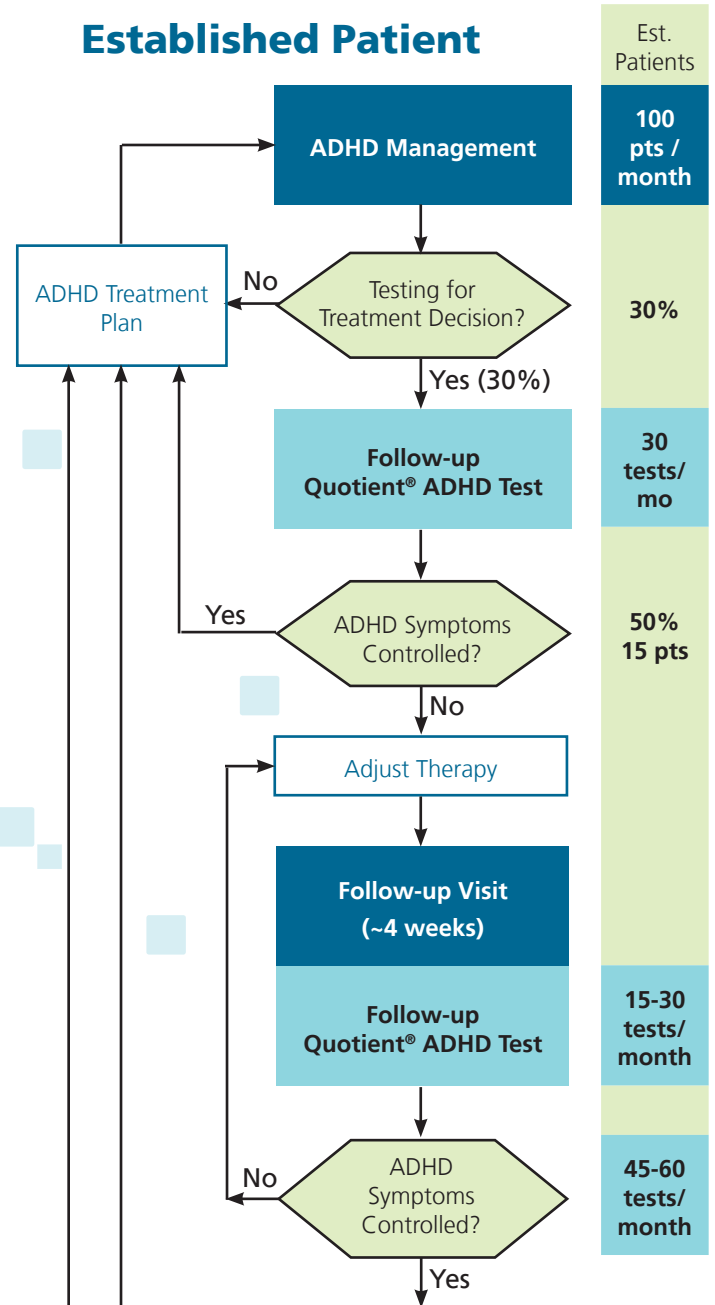 Established Patient
Est.
Patients
ADHD Management
100
pts /
month
ADHD Treatment
Plan
No
Testing for
Treatment Decision?
30%
Yes (30%)
Follow-up
Quotient® ADHD Test
30
tests/
mo
Yes
ADHD Symptoms
Controlled?
50%
15 pts
No
Adjust Therapy
Follow-up Visit
(~4 weeks)
Follow-up
Quotient® ADHD Test
15-30
tests/
month
No
ADHD
Symptoms
Controlled?
45-60
tests/
month
Yes